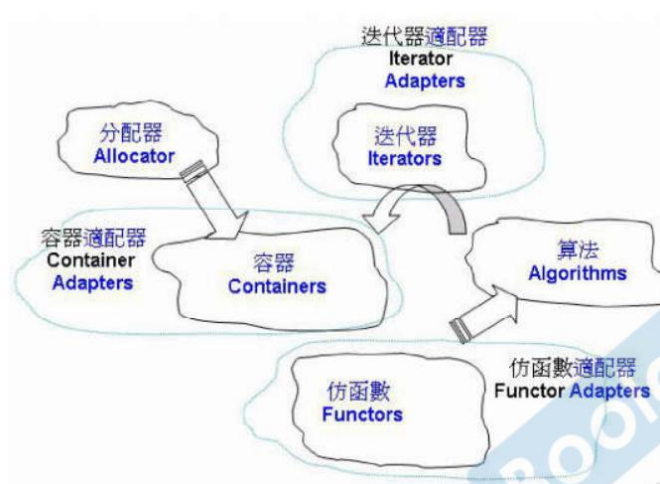 迭代器適配器
Iterator
Adapters
分配器
Allocator
迭代器
Iterators
容器適配器
Container
Adapters
容器
Containers
算法
Algorithms
仿函數
Functors
仿函數適配器
Functor Adapters
Boolo